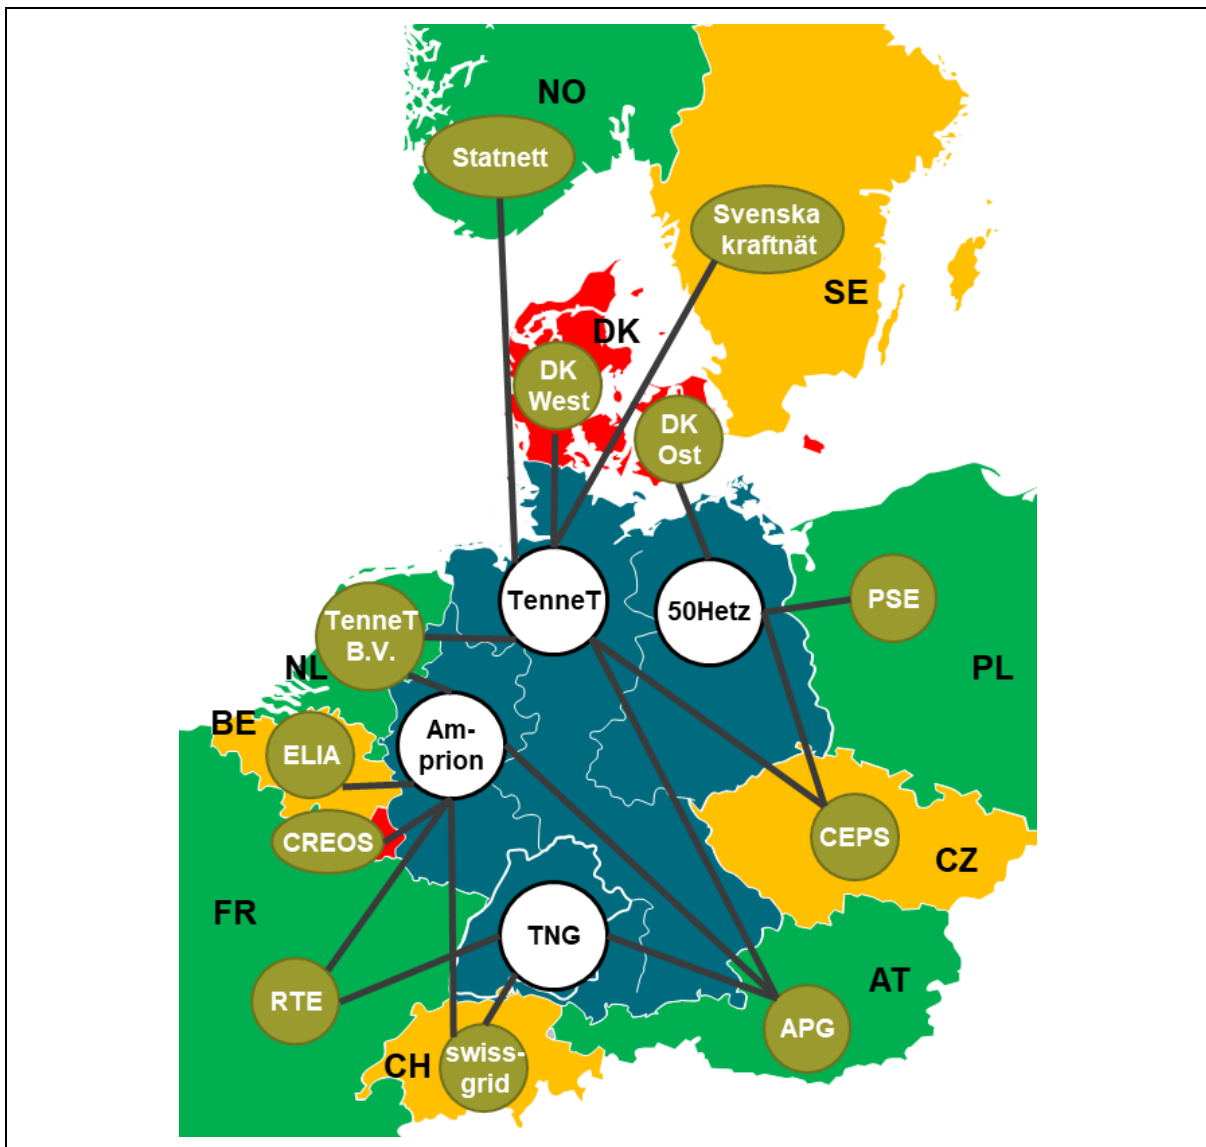 NO
Statnett
Svenska
kraftnät
SE
DK
DK
West
DK
Ost
TenneT
50Hetz
PSE
TenneT
B.V.
NL
PL
BE
Am-
prion
ELIA
CREOS
CEPS
CZ
FR
TNG
AT
RTE
APG
CH
swiss-
grid